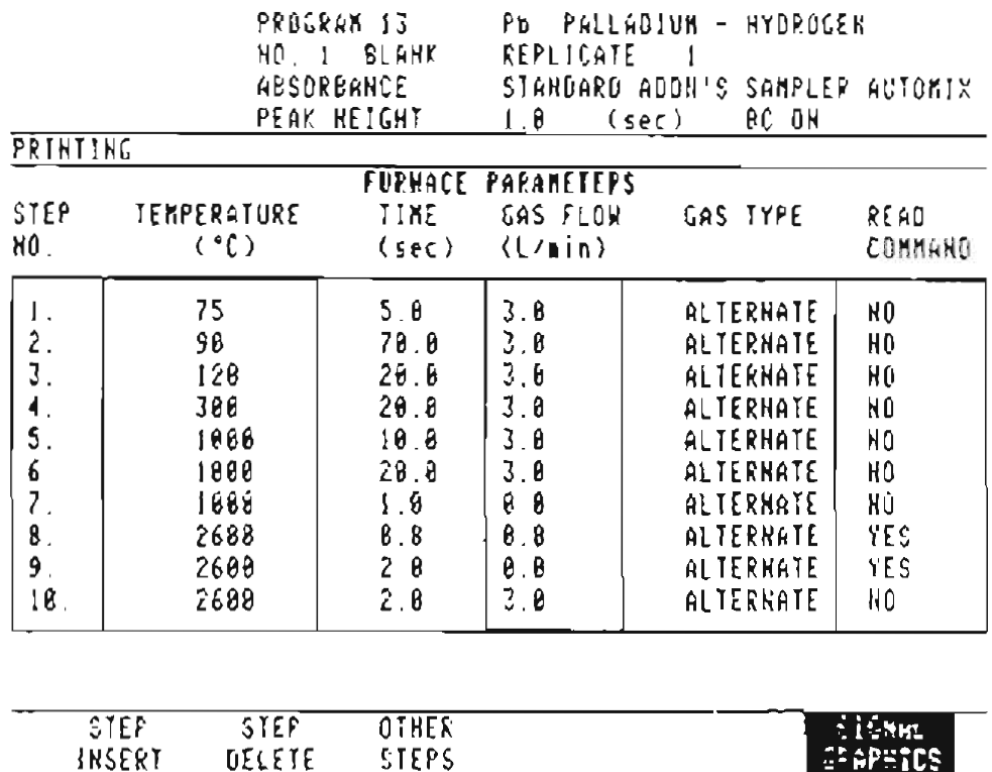 PROGRAM 13 Pb PALLADIUM - HYDROGEN
NO. 1 BLANK REPLICATE 1
ABSORBANCE STANDARD ADDN'S SAMPLER AUTOMIX
PEAK HEIGHT 1.0 (sec) BC ON
PRINTING
FURNACE PARAMETERS
STEP TEMPERATURE TIME GAS FLOW GAS TYPE READ
NO. (°C) (sec) (L/min) COMMAND
1. 75 5.0 3.0 ALTERNATE NO
2. 90 70.0 3.0 ALTERNATE NO
3. 120 20.0 3.0 ALTERNATE NO
4. 300 20.0 3.0 ALTERNATE NO
5. 1000 10.0 3.0 ALTERNATE NO
6 1000 20.0 3.0 ALTERNATE NO
7. 1000 1.0 0.0 ALTERNATE NO
8. 2600 0.8 0.0 ALTERNATE YES
9. 2600 2.0 0.0 ALTERNATE YES
10. 2600 2.0 3.0 ALTERNATE NO
STEP STEP OTHER SIGNAL
INSERT DELETE STEPS GRAPHICS